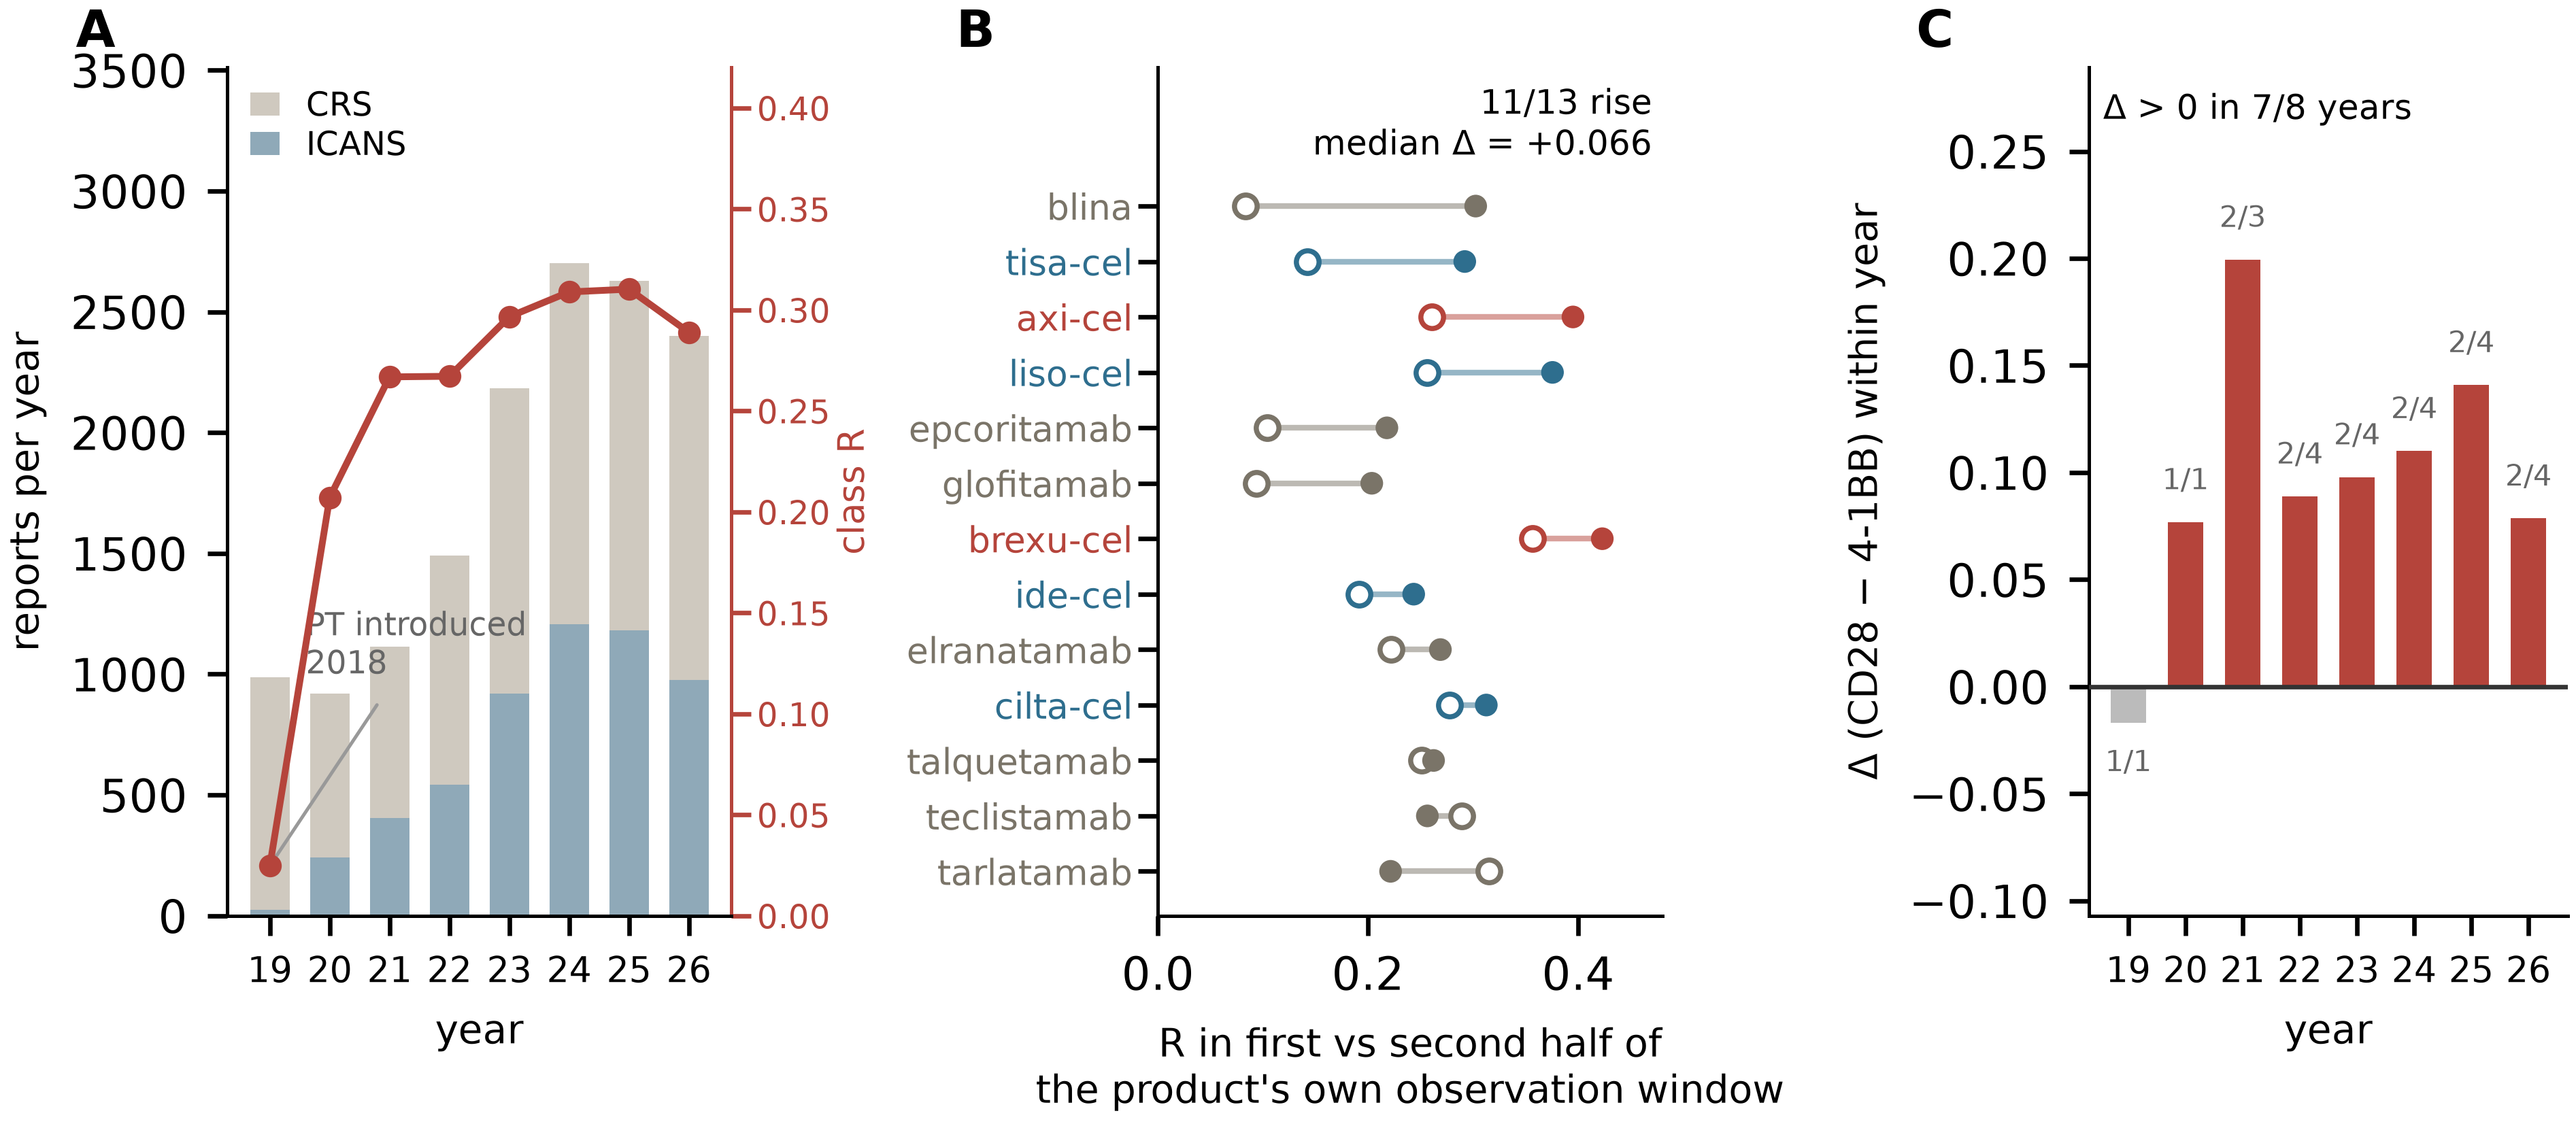 A
3500
3000
2500
2000
1500
1000
500
0
reports per year
CRS
ICANS
PT introduced
2018
0.40
0.35
0.30
0.25
0.20
0.15
0.10
0.05
0.00
class R
19 20 21 22 23 24 25 26
year
B
11/13 rise
median Δ = +0.066
blina
tisa-cel
axi-cel
liso-cel
epcoritamab
glofitamab
brexu-cel
ide-cel
elranatamab
cilta-cel
talquetamab
teclistamab
tarlatamab
0.0 0.2 0.4
R in first vs second half of
the product's own observation window
C
Δ > 0 in 7/8 years
Δ (CD28 − 4-1BB) within year
0.25
0.20
0.15
0.10
0.05
0.00
−0.05
−0.10
1/1
1/1
2/3
2/4
2/4
2/4
2/4
2/4
19 20 21 22 23 24 25 26
year